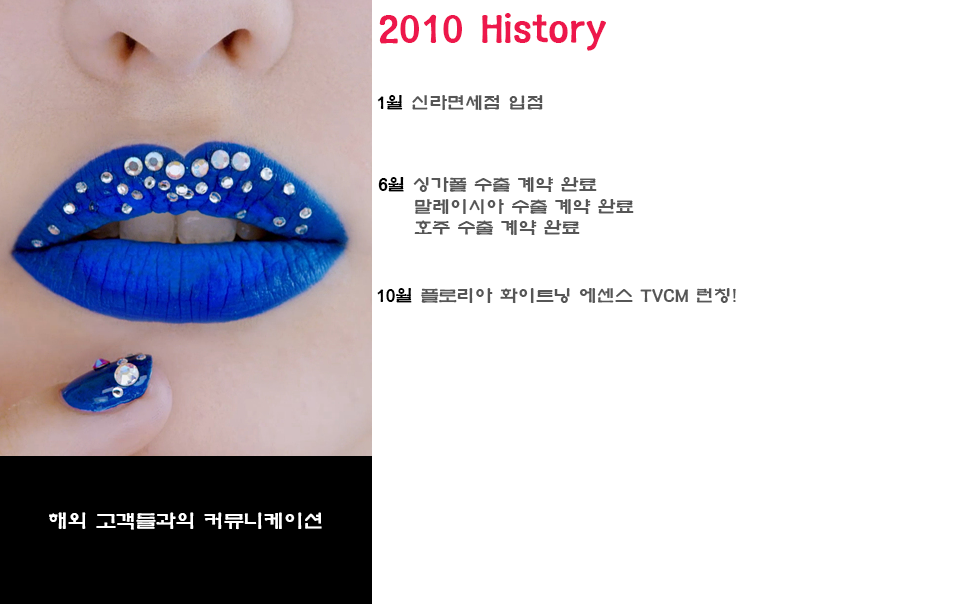 2010 History
1월 신라면세점 입점
6월 싱가폴 수출 계약 완료
말레이시아 수출 계약 완료
호주 수출 계약 완료
10월 플로리아 화이트닝 에센스 TVCM 런칭!
해외 고객들과의 커뮤니케이션